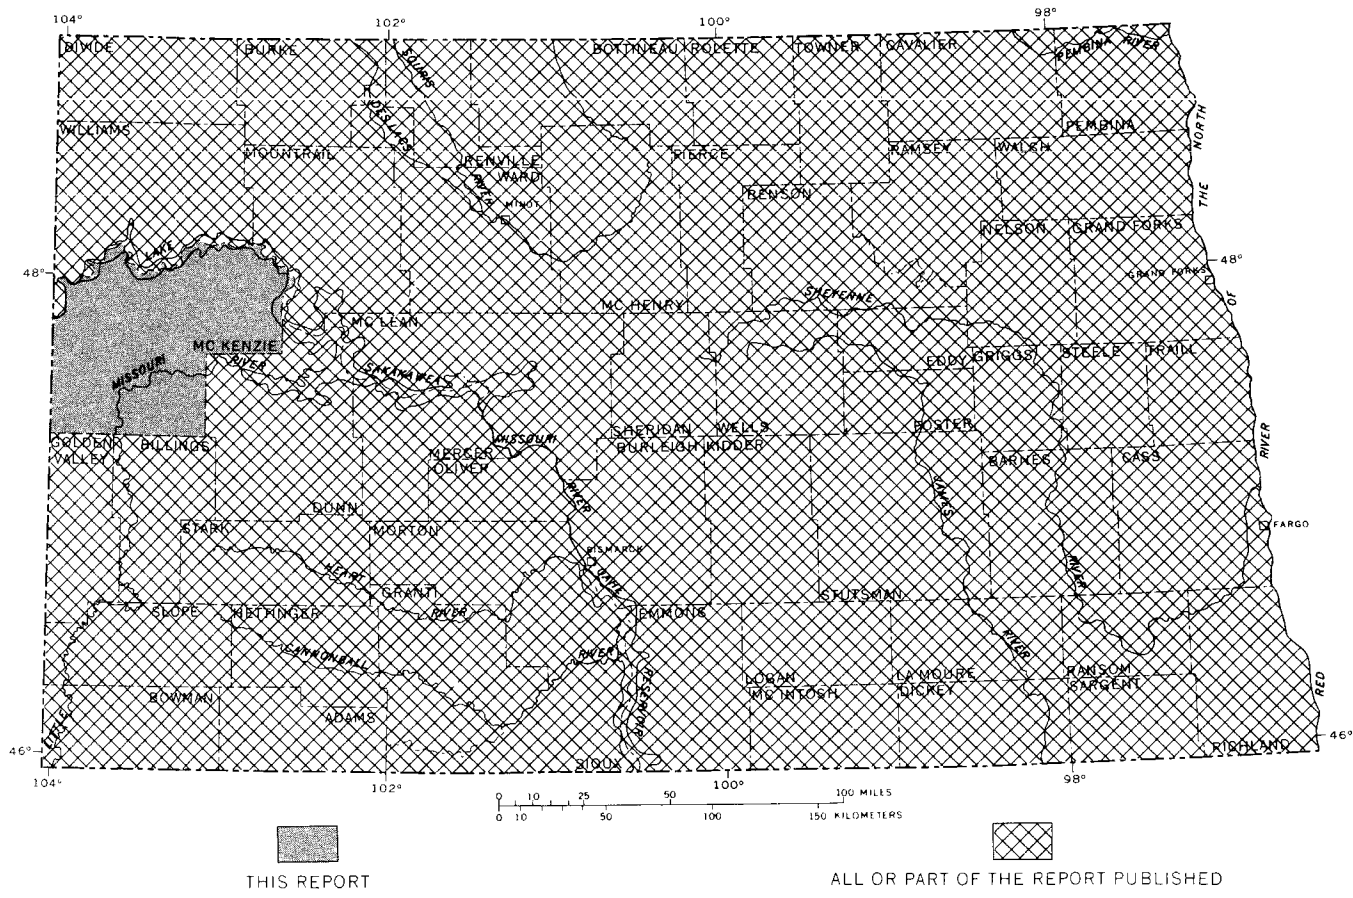 104°
102°
100°
98°
DIVIDE
BURKE
SOURIS
BOTTINEAU
ROLETTE
TOWNER
CAVALIER
PEMBINA RIVER
DES LACS
WILLIAMS
MOUNTRAIL
RENVILLE
WARD
RIVER
MINOT
PIERCE
BENSON
RAMSEY
WALSH
PEMBINA
NORTH
THE
OF
RIVER
RED
NELSON
GRAND FORKS
GRAND FORKS
48°
48°
LAKE
MC KENZIE
MISSOURI
RIVER
MC LEAN
SAKAKAWEA
MC HENRY
SHEYENNE
EDDY
GRIGGS
STEELE
TRAILL
GOLDEN
VALLEY
BILLINGS
MERCER
OLIVER
MISSOURI
RIVER
SHERIDAN
WELLS
BURLEIGH
KIDDER
FOSTER
BARNES
CASS
JAMES
RIVER
DUNN
STARK
MORTON
BISMARCK
FARGO
HEART
RIVER
GRANT
OAHE
RESERVOIR
STUTSMAN
RIVER
SLOPE
HETTINGER
EMMONS
CANNONBALL
RIVER
LOGAN
MC INTOSH
LA MOURE
DICKEY
RANSOM
SARGENT
BOWMAN
ADAMS
LITTLE
SIOUX
RICHLAND
46°
46°
104°
102°
100°
98°
0 10 25 50 100 MILES
0 10 50 100 150 KILOMETERS
THIS REPORT
ALL OR PART OF THE REPORT PUBLISHED